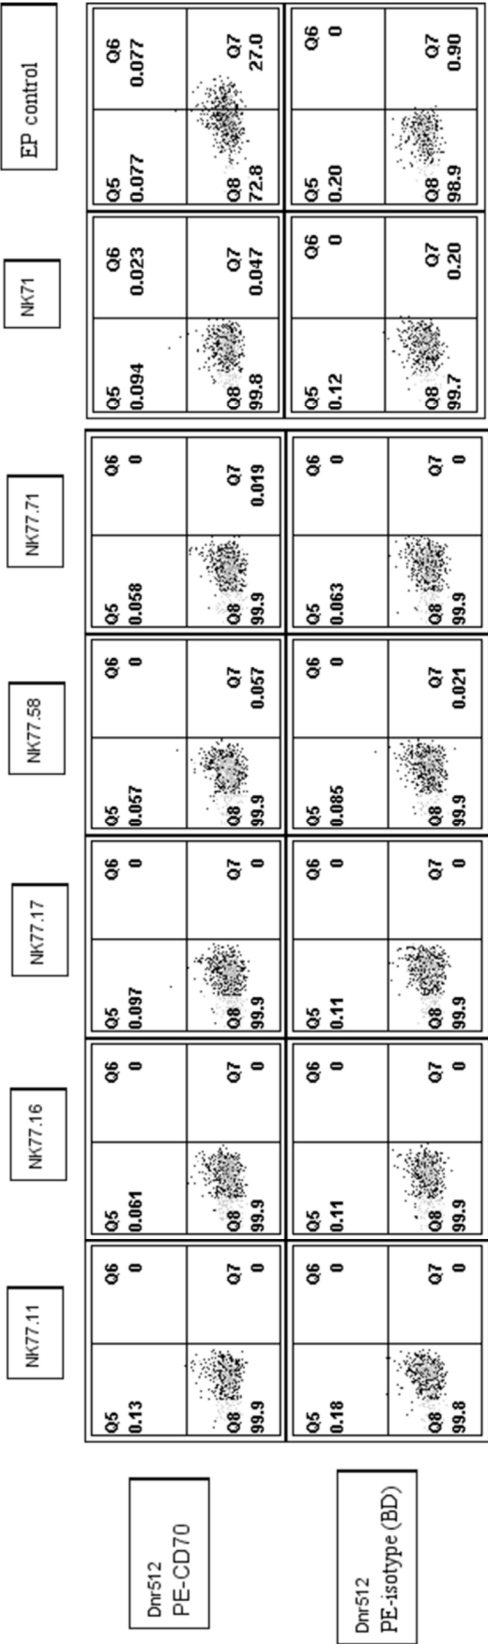 NK77.11
NK77.16
NK77.17
NK77.58
NK77.71
NK71
EP control
Dnr512
PE-CD70
Q5
0.13
Q6
0
Q8
99.9
Q7
0
Q5
0.061
Q6
0
Q8
99.9
Q7
0
Q5
0.097
Q6
0
Q8
99.9
Q7
0
Q5
0.057
Q6
0
Q8
99.9
Q7
0.057
Q5
0.058
Q6
0
Q8
99.9
Q7
0.019
Q5
0.094
Q6
0.023
Q8
99.8
Q7
0.047
Q5
0.077
Q6
0.077
Q8
72.8
Q7
27.0
Dnr512
PE-isotype (BD)
Q5
0.18
Q6
0
Q8
99.8
Q7
0
Q5
0.11
Q6
0
Q8
99.9
Q7
0
Q5
0.11
Q6
0
Q8
99.9
Q7
0
Q5
0.085
Q6
0
Q8
99.9
Q7
0.021
Q5
0.063
Q6
0
Q8
99.9
Q7
0
Q5
0.12
Q6
0
Q8
99.7
Q7
0.20
Q5
0.20
Q6
0
Q8
98.9
Q7
0.90